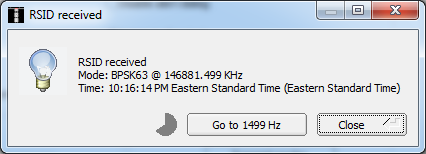 RSID received
RSID received
Mode: BPSK63 @ 146881.499 KHz
Time: 10:16:14 PM Eastern Standard Time (Eastern Standard Time)
Go to 1499 Hz
Close